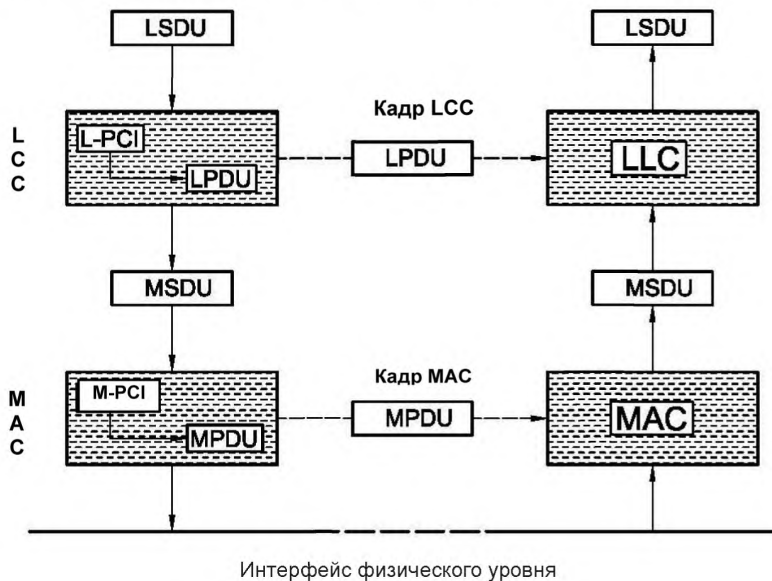 LSDU
LSDU
L
C
C
Кадр LCC
L-PCI
LPDU
LPDU
LLC
MSDU
MSDU
M
A
C
Кадр MAC
M-PCI
MPDU
MPDU
MAC
Интерфейс физического уровня